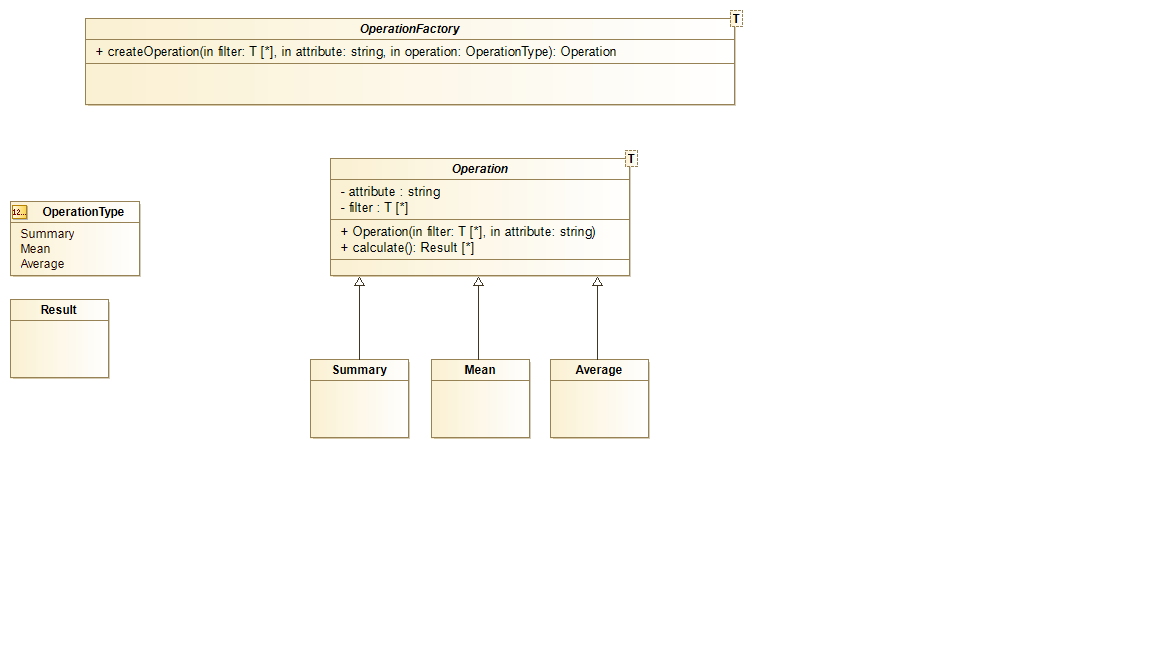 T
OperationFactory
+ createOperation(in filter: T [*], in attribute: string, in operation: OperationType): Operation
T
Operation
- attribute : string
- filter : T [*]
+ Operation(in filter: T [*], in attribute: string)
+ calculate(): Result [*]
12... OperationType
Summary
Mean
Average
Result
Summary
Mean
Average